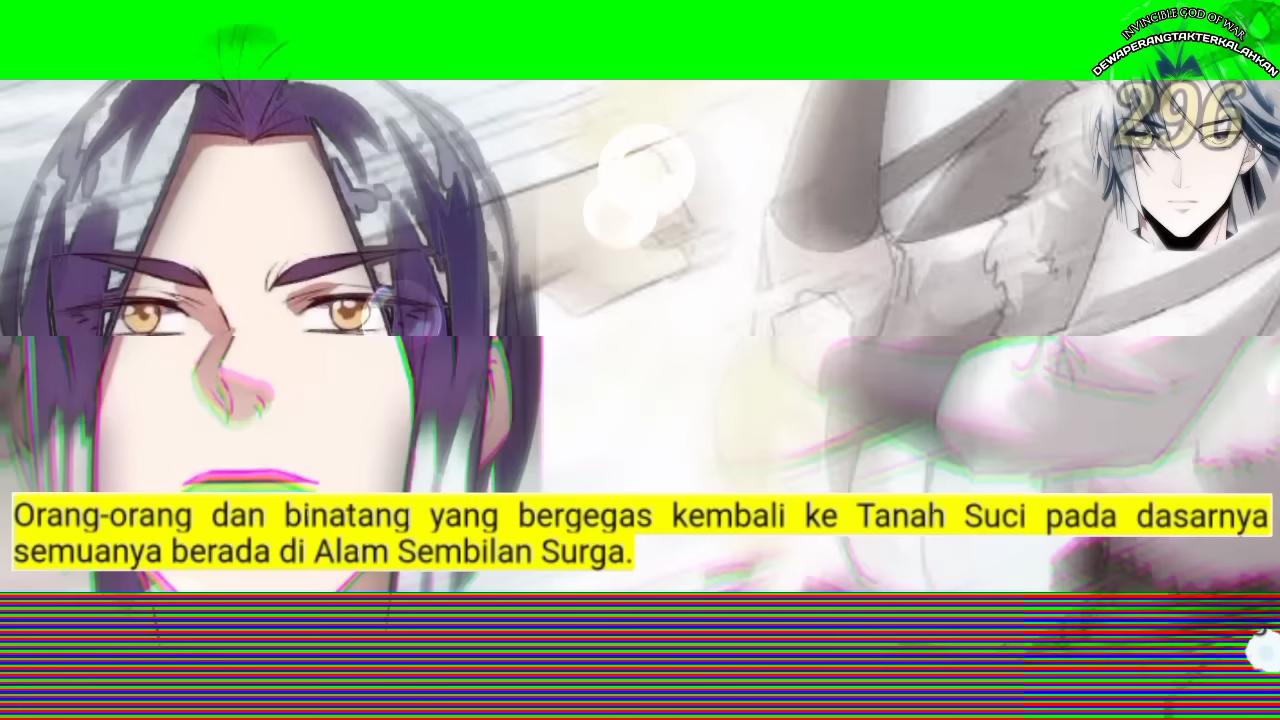 INVINCIBLE GOD OF WAR
DEWAPERANGTAKTERKALAHKAN
296
Orang-orang dan binatang yang bergegas kembali ke Tanah Suci pada dasarnya
semuanya berada di Alam Sembilan Surga.